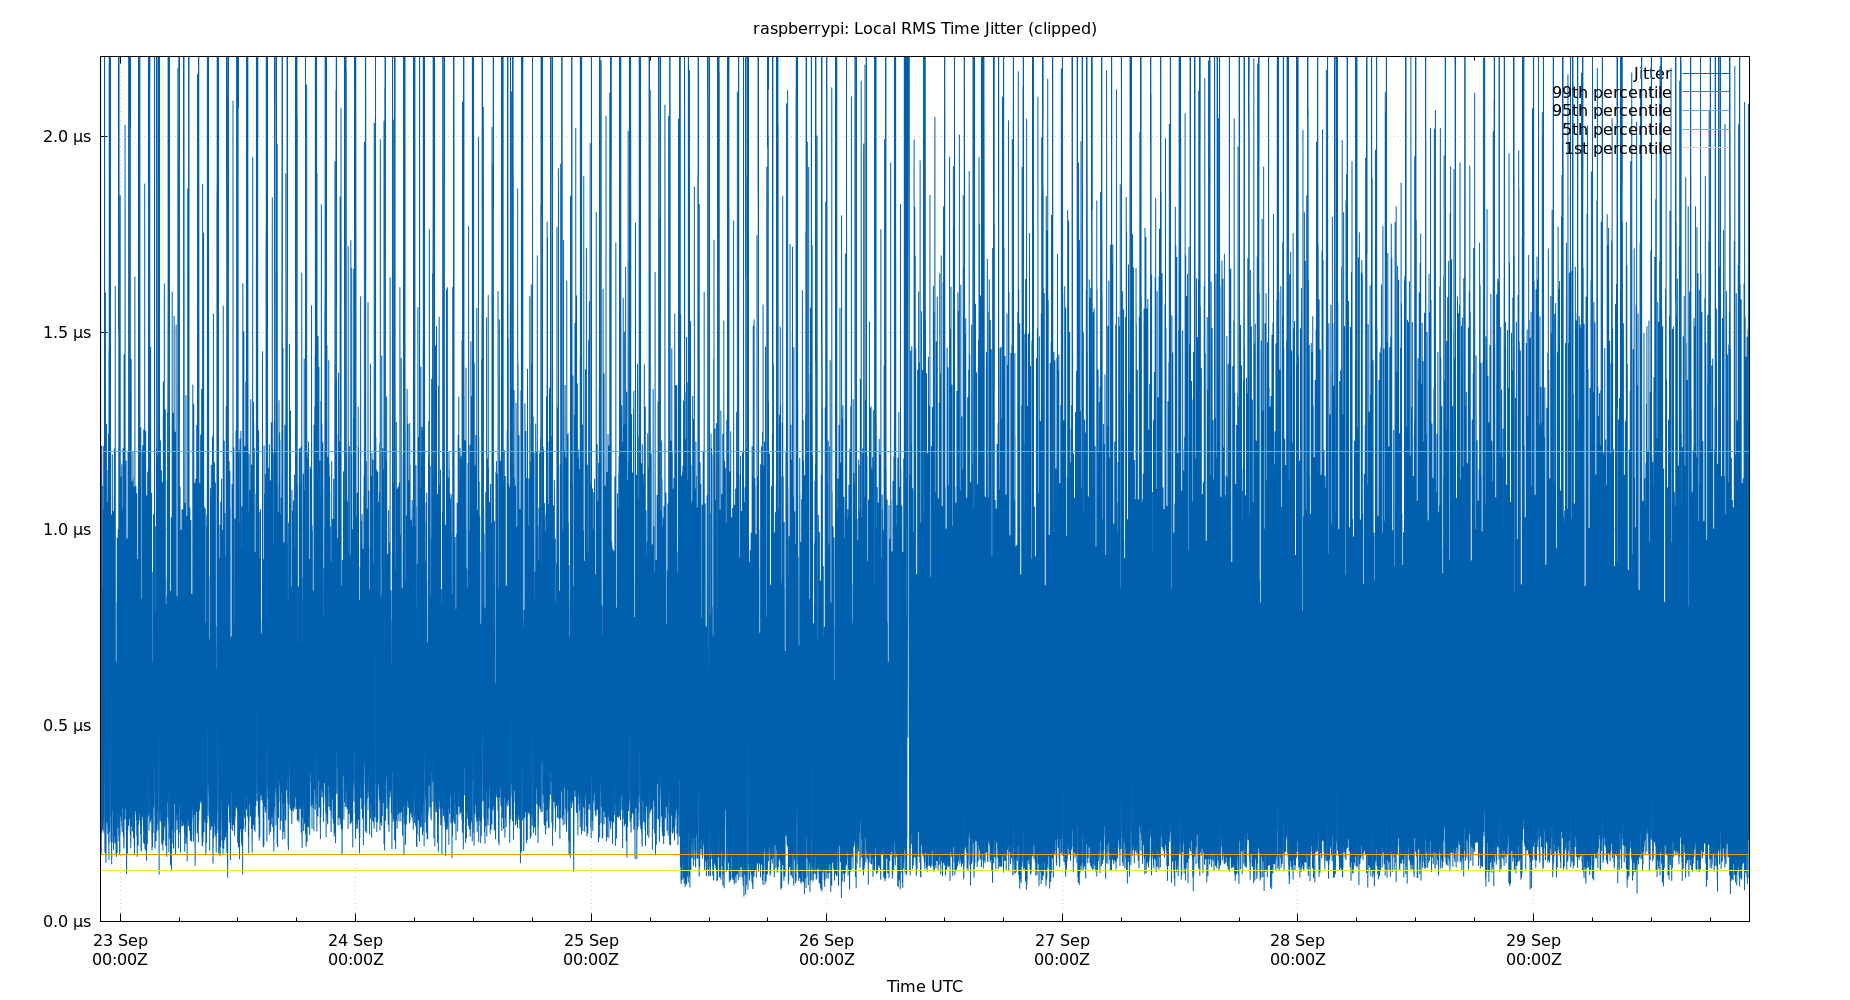 raspberrypi: Local RMS Time Jitter (clipped)
Jitter
99th percentile
95th percentile
5th percentile
1st percentile
2.0 µs
1.5 µs
1.0 µs
0.5 µs
0.0 µs
23 Sep 24 Sep 25 Sep 26 Sep 27 Sep 28 Sep 29 Sep
00:00Z 00:00Z 00:00Z 00:00Z 00:00Z 00:00Z 00:00Z
Time UTC